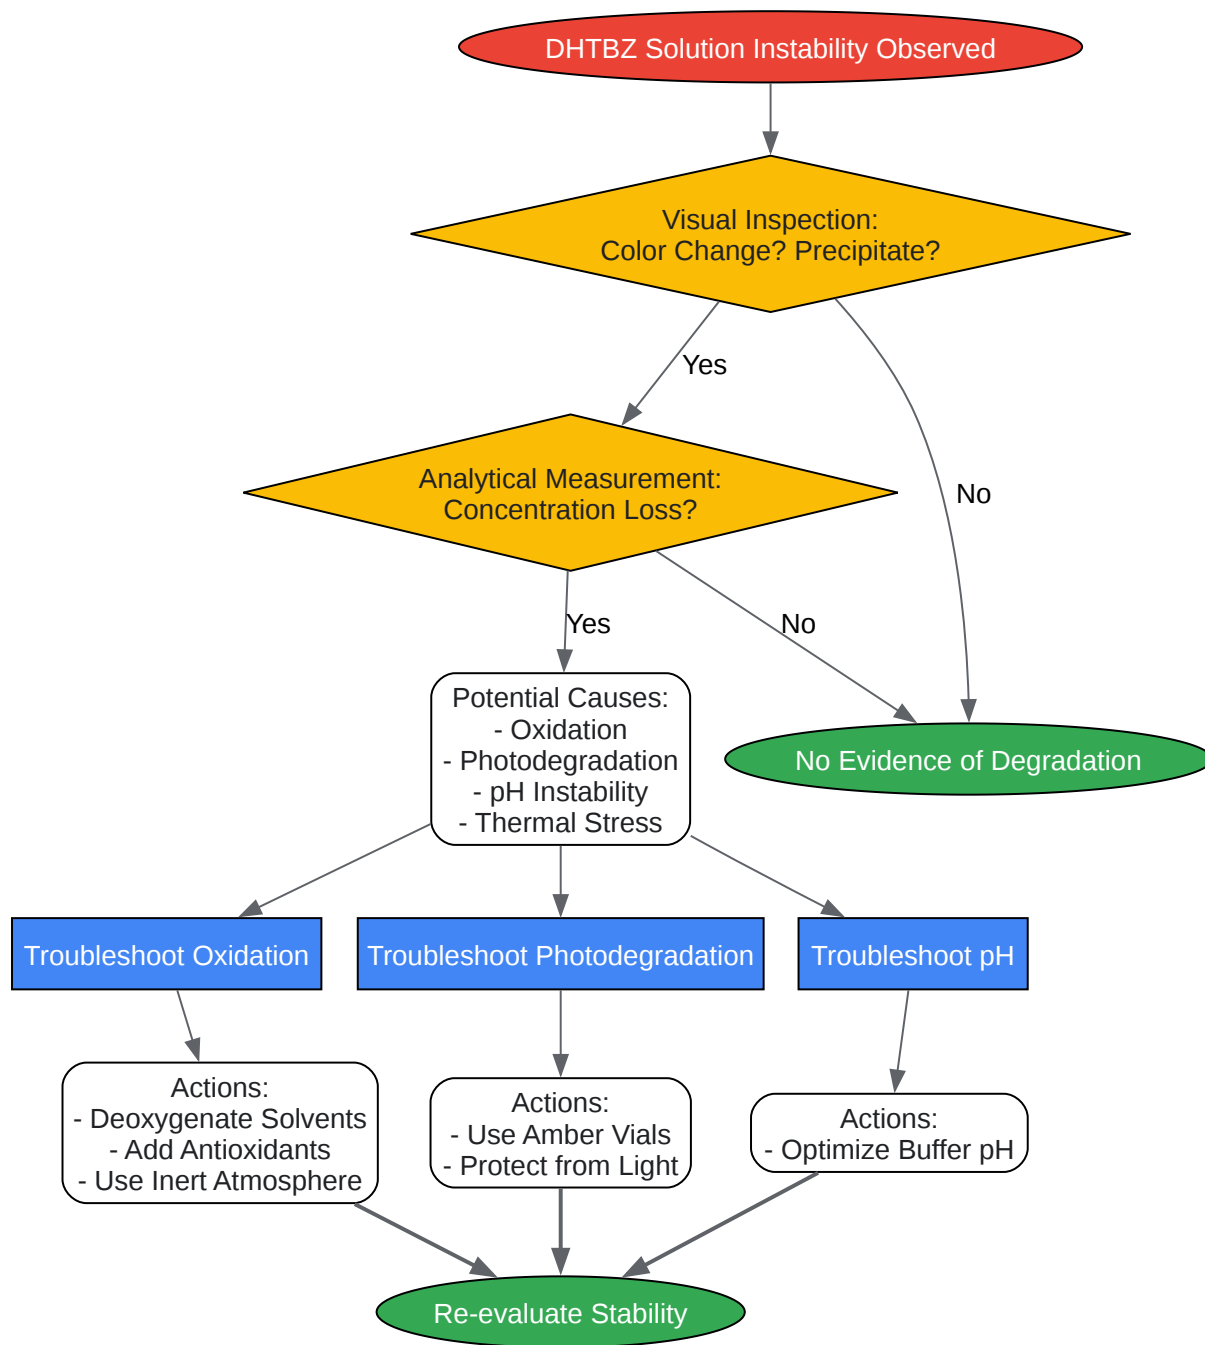 DHTBZ Solution Instability Observed
Visual Inspection:
Color Change? Precipitate?
Yes
No
Analytical Measurement:
Concentration Loss?
Yes
No
Potential Causes:
- Oxidation
- Photodegradation
- pH Instability
- Thermal Stress
No Evidence of Degradation
Troubleshoot Oxidation
Troubleshoot Photodegradation
Troubleshoot pH
Actions:
- Deoxygenate Solvents
- Add Antioxidants
- Use Inert Atmosphere
Actions:
- Use Amber Vials
- Protect from Light
Actions:
- Optimize Buffer pH
Re-evaluate Stability